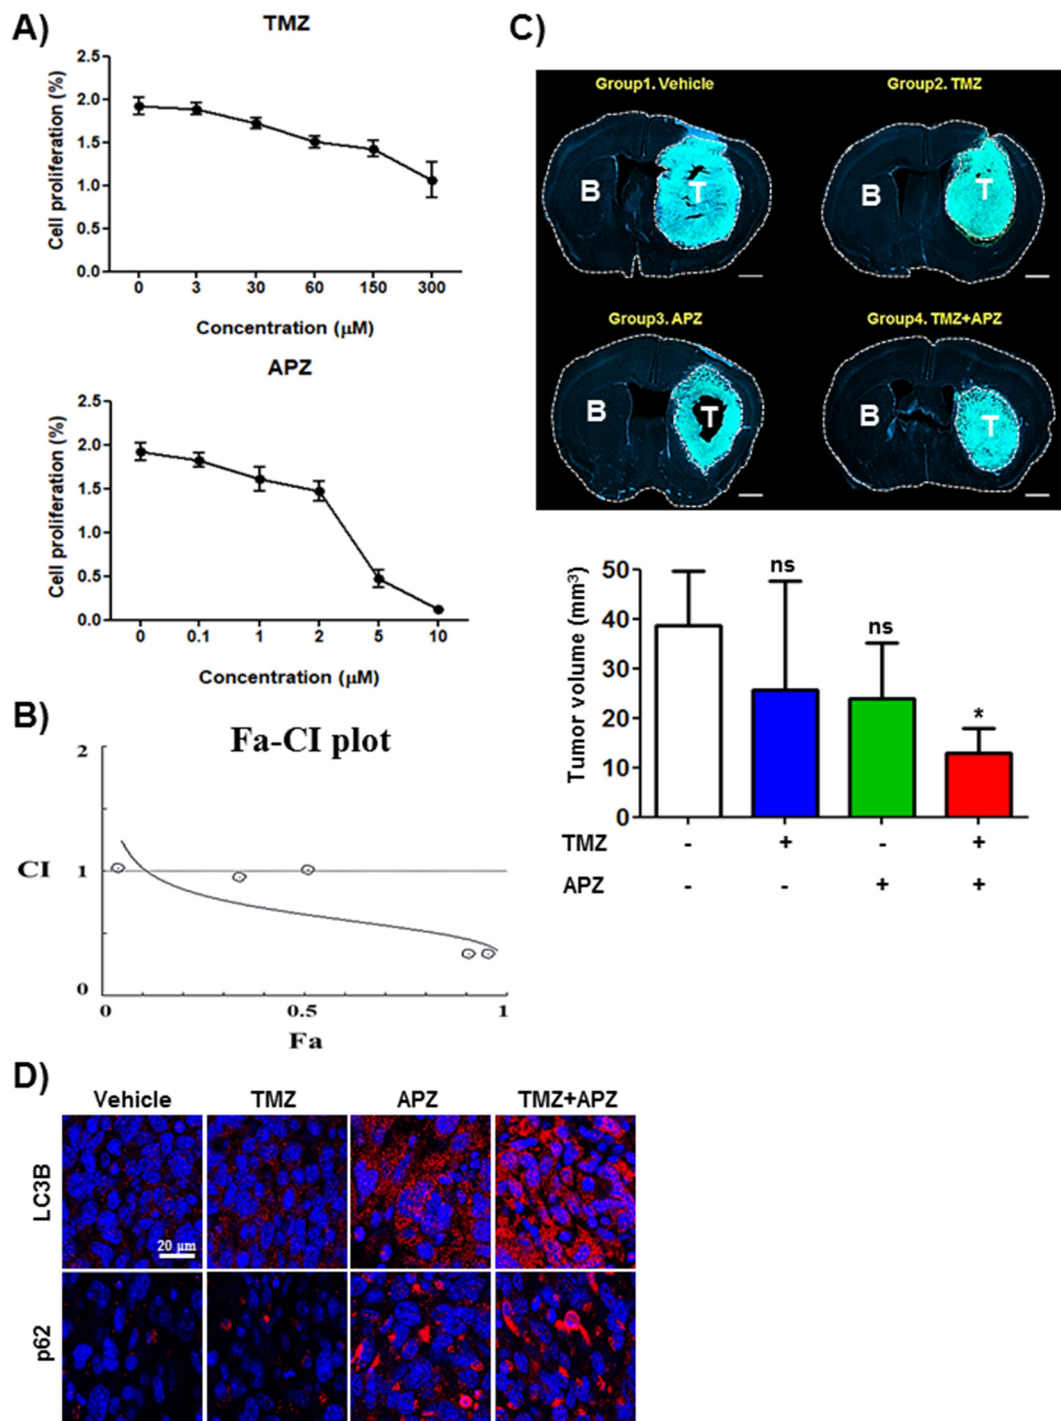 A)
TMZ
Cell proliferation (%)
2.5
2.0
1.5
1.0
0.5
0.0
0 3 30 60 150 300
Concentration (μM)
APZ
Cell proliferation (%)
2.5
2.0
1.5
1.0
0.5
0.0
0 0.1 1 2 5 10
Concentration (μM)
B)
Fa-CI plot
2
CI
1
0
0 0.5 1
Fa
C)
Group1. Vehicle
Group2. TMZ
B T
B T
Group3. APZ
Group4. TMZ+APZ
B T
B T
Tumor volume (mm³)
50
40
30
20
10
0
ns
ns
*
TMZ - + - +
APZ - - + +
D)
Vehicle TMZ APZ TMZ+APZ
LC3B
20 μm
p62